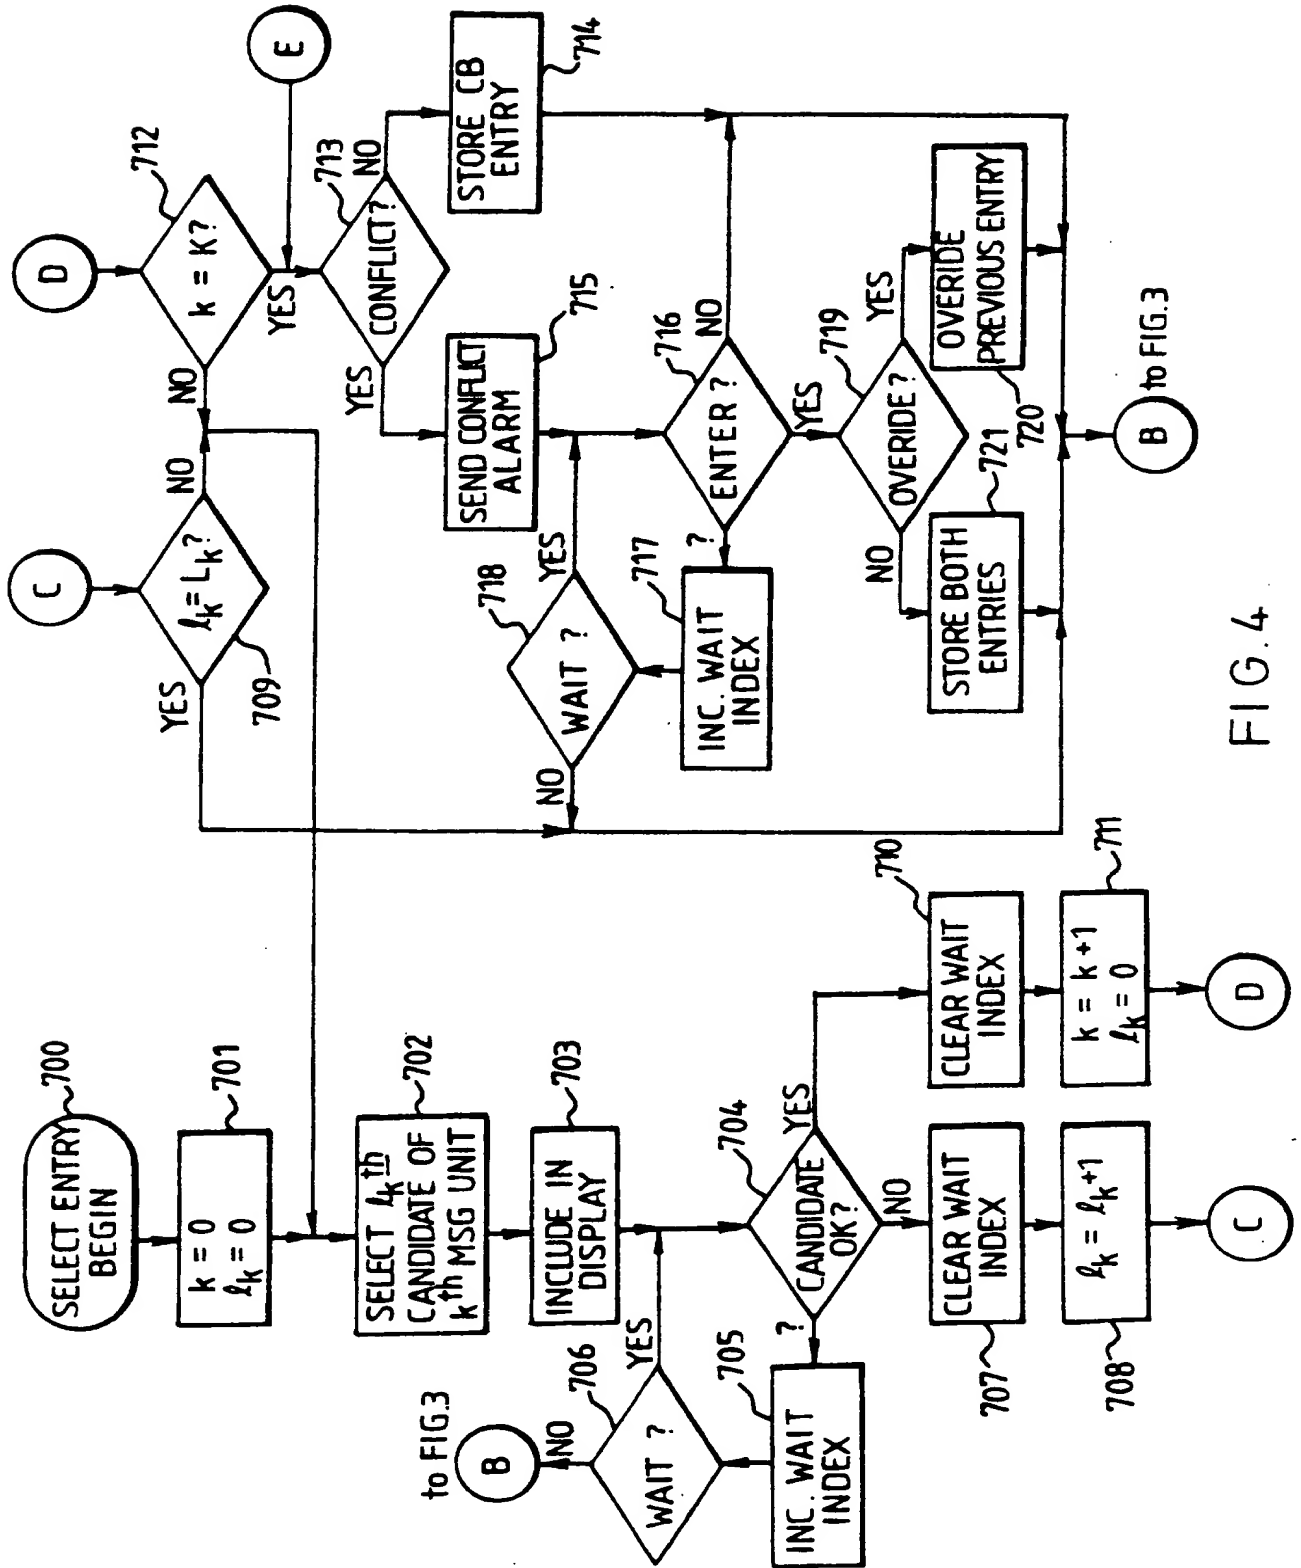 SELECT ENTRY
BEGIN
700
k = 0
ℓk = 0
701
SELECT ℓk th
CANDIDATE OF
kth MSG UNIT
702
INCLUDE IN
DISPLAY
703
CANDIDATE
OK?
704
?
YES
NO
INC. WAIT
INDEX
705
WAIT ?
706
YES
NO
B
to FIG.3
CLEAR WAIT
INDEX
707
ℓk = ℓk+1
708
C
CLEAR WAIT
INDEX
710
k = k+1
ℓk = 0
711
D
C
ℓk = Lk?
709
YES
NO
D
k = K?
712
NO
YES
E
CONFLICT?
713
YES
NO
STORE CB
ENTRY
714
SEND CONFLICT
ALARM
715
ENTER ?
716
?
NO
YES
INC. WAIT
INDEX
717
WAIT ?
718
YES
NO
OVERIDE?
719
NO
YES
OVERIDE
PREVIOUS ENTRY
720
STORE BOTH
ENTRIES
721
B
to FIG.3
FIG.4